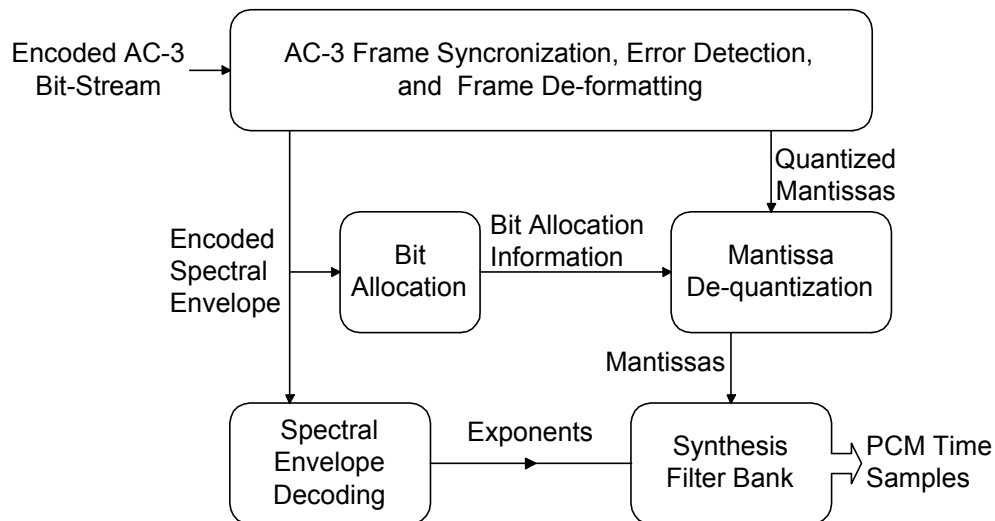 Encoded AC-3
Bit-Stream
AC-3 Frame Syncronization, Error Detection,
and Frame De-formatting
Quantized
Mantissas
Encoded
Spectral
Envelope
Bit
Allocation
Bit Allocation
Information
Mantissa
De-quantization
Mantissas
Spectral
Envelope
Decoding
Exponents
Synthesis
Filter Bank
PCM Time
Samples